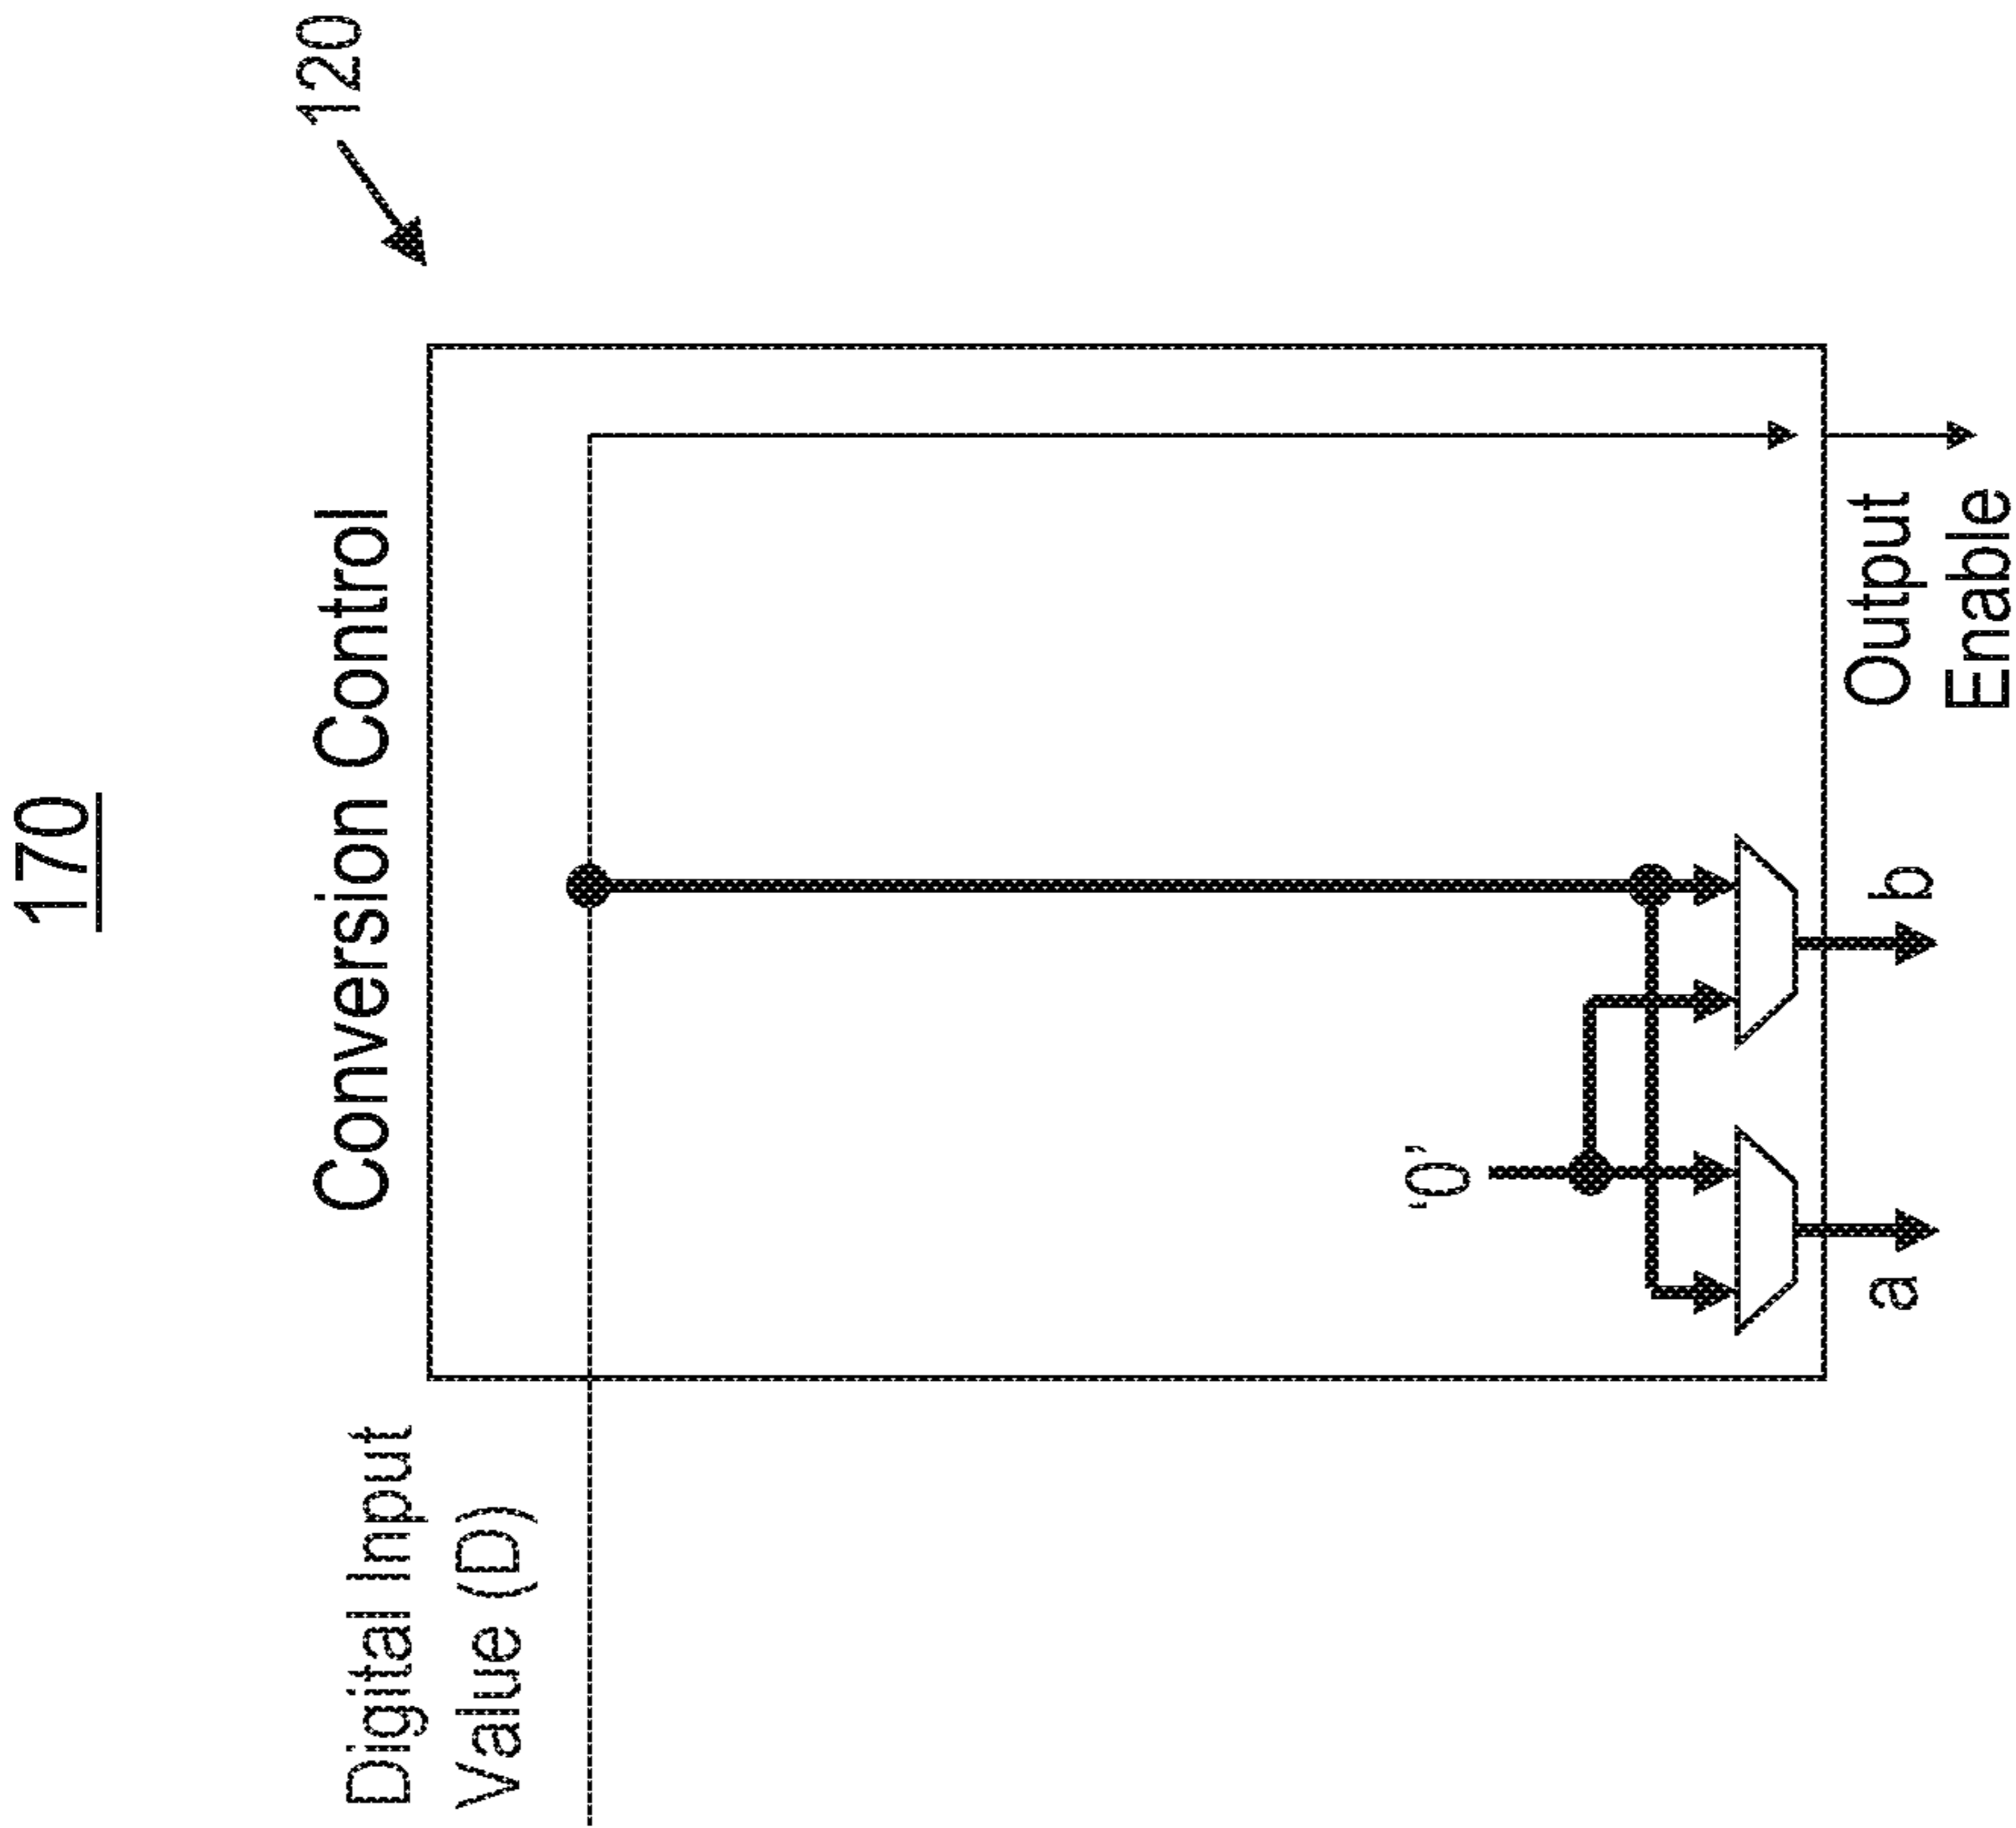 170
120
Conversion Control
Digital Input
Value (D)
'0'
a
b
Output
Enable